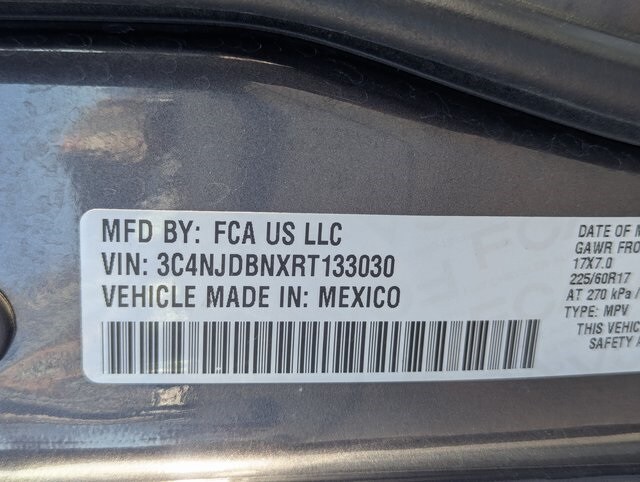 MFD BY: FCA US LLC
VIN: 3C4NJDBNXRT133030
VEHICLE MADE IN: MEXICO
DATE OF M
GAWR FRO
17X7.0
225/60R17
AT 270 kPa /
TYPE: MPV
THIS VEHIC
SAFETY A